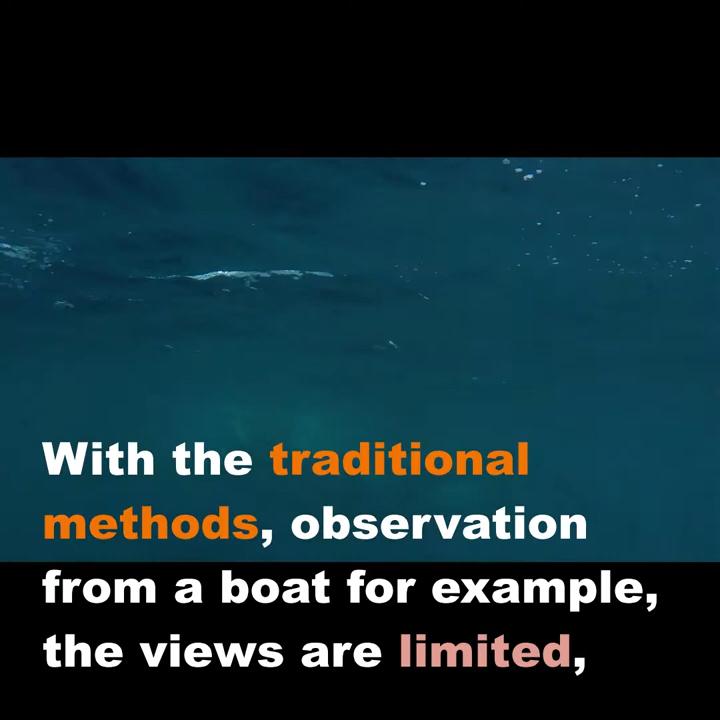 With the traditional
methods, observation
from a boat for example,
the views are limited,